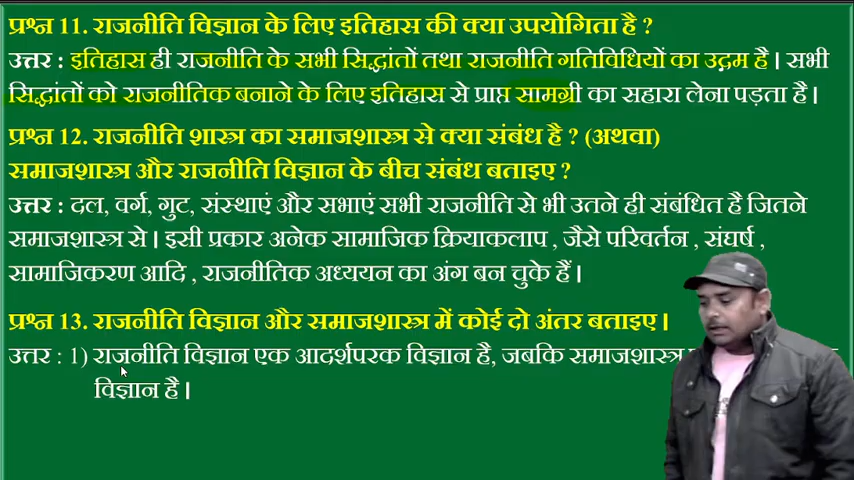 प्रश्न 11. राजनीति विज्ञान के लिए इतिहास की क्या उपयोगिता है ?
उत्तर : इतिहास ही राजनीति के सभी सिद्धांतों तथा राजनीति गतिविधियों का उद्गम है | सभी
सिद्धांतों को राजनीतिक बनाने के लिए इतिहास से प्राप्त सामग्री का सहारा लेना पड़ता है |
प्रश्न 12. राजनीति शास्त्र का समाजशास्त्र से क्या संबंध है ? (अथवा)
समाजशास्त्र और राजनीति विज्ञान के बीच संबंध बताइए ?
उत्तर : दल, वर्ग, गुट, संस्थाएं और सभाएं सभी राजनीति से भी उतने ही संबंधित है जितने
समाजशास्त्र से | इसी प्रकार अनेक सामाजिक क्रियाकलाप , जैसे परिवर्तन , संघर्ष ,
सामाजिकरण आदि , राजनीतिक अध्ययन का अंग बन चुके हैं |
प्रश्न 13. राजनीति विज्ञान और समाजशास्त्र में कोई दो अंतर बताइए |
उत्तर : 1) राजनीति विज्ञान एक आदर्शपरक विज्ञान है, जबकि समाजशास्त्र
विज्ञान है |